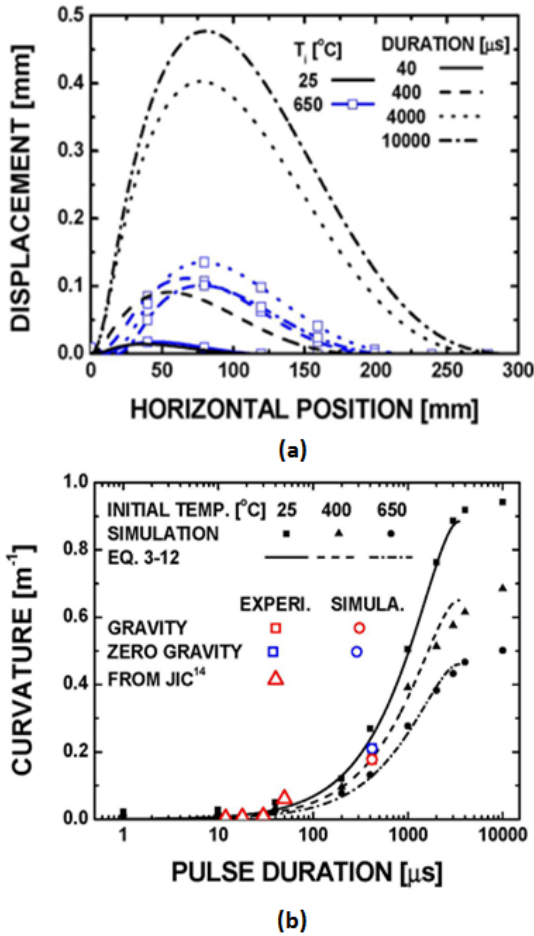 T_i [°C] DURATION [μs]
25 40
650 400
4000
10000
DISPLACEMENT [mm]
0.5
0.4
0.3
0.2
0.1
0.0
0 50 100 150 200 250 300
HORIZONTAL POSITION [mm]
(a)
INITIAL TEMP. [°C] 25 400 650
SIMULATION
EQ. 3-12
EXPERI. SIMULA.
GRAVITY
ZERO GRAVITY
FROM JIC¹⁴
CURVATURE [m⁻¹]
1.0
0.8
0.6
0.4
0.2
0.0
1 10 100 1000 10000
PULSE DURATION [μs]
(b)